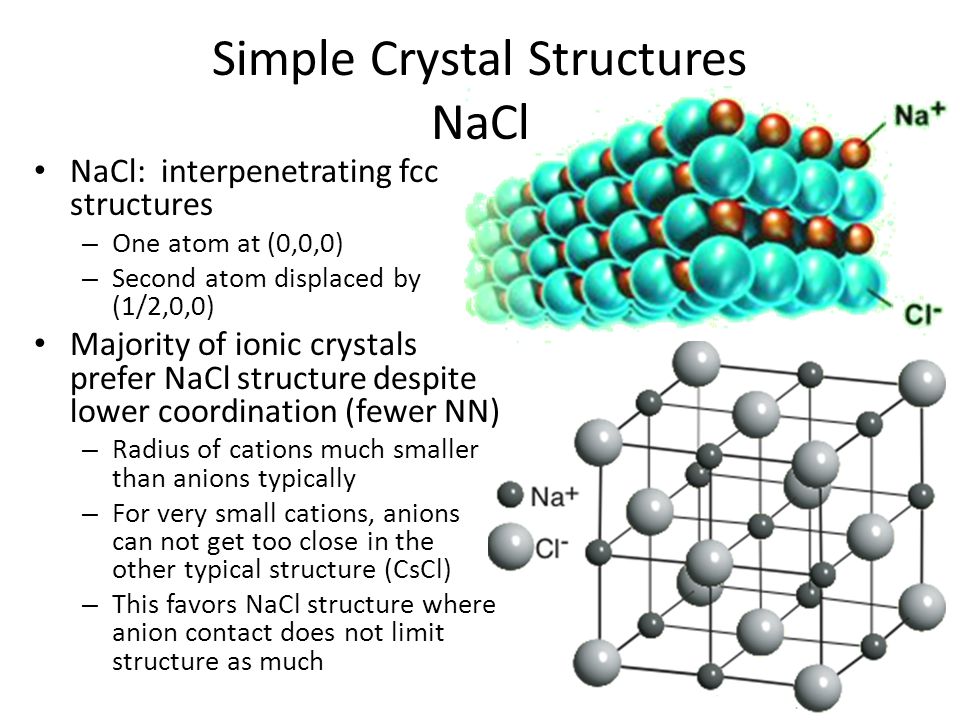 Simple Crystal Structures
NaCl
• NaCl: interpenetrating fcc
structures
– One atom at (0,0,0)
– Second atom displaced by
(1/2,0,0)
• Majority of ionic crystals
prefer NaCl structure despite
lower coordination (fewer NN)
– Radius of cations much smaller
than anions typically
– For very small cations, anions
can not get too close in the
other typical structure (CsCl)
– This favors NaCl structure where
anion contact does not limit
structure as much
Na+
Cl-
Na+
Cl-